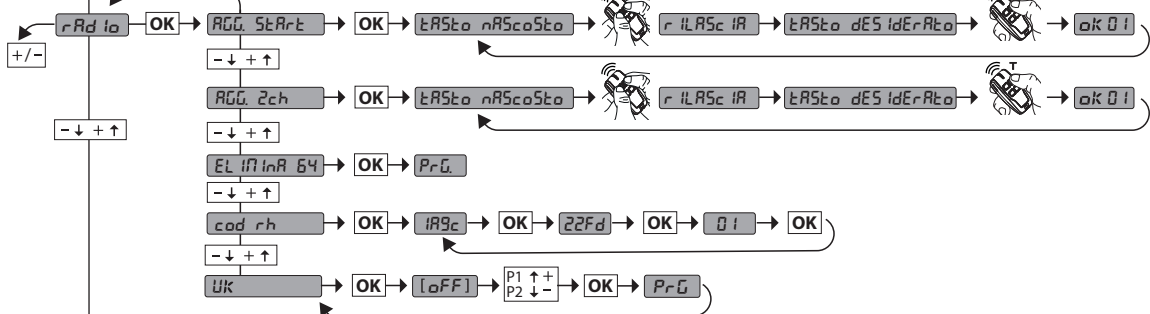 rAdio OK AGG. StArt OK tASto nAScoSto r ILASc IA tASto dES IdErAto oK 01
+/-
- ↓ + ↑
T
AGG. 2ch OK tASto nAScoSto r ILASc IA tASto dES IdErAto oK 01
- ↓ + ↑
- ↓ + ↑
EL IM InA 64 OK PrG.
- ↓ + ↑
cod rh OK 1A9c OK 22Fd OK 01 OK
- ↓ + ↑
UK OK [oFF] P1 ↑ + OK PrG
P2 ↓ -